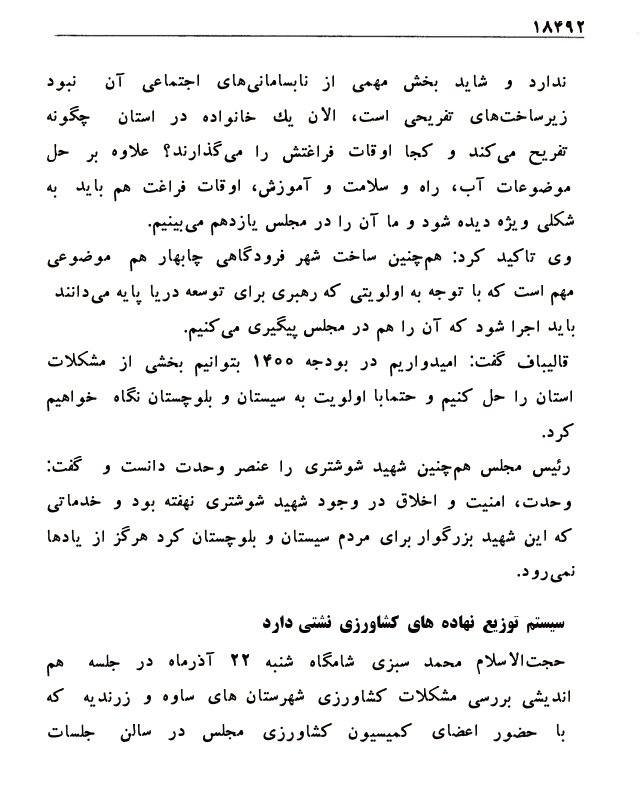 ۱۸۴۹۲
ندارد و شاید بخش مهمی از نابسامانی‌های اجتماعی آن نبود
زیرساخت‌های تفریحی است، الان یك خانواده در استان چگونه
تفریح می‌کند و کجا اوقات فراغتش را می‌گذارند؟ علاوه بر حل
موضوعات آب، راه و سلامت و آموزش، اوقات فراغت هم باید به
شکلی ویژه دیده شود و ما آن را در مجلس یازدهم می‌بینیم.
وی تاکید کرد: هم‌چنین ساخت شهر فرودگاهی چابهار هم موضوعی
مهم است که با توجه به اولویتی که رهبری برای توسعه دریا پایه می‌دانند
باید اجرا شود که آن را هم در مجلس پیگیری می‌کنیم.
قالیباف گفت: امیدواریم در بودجه ۱۴۰۰ بتوانیم بخشی از مشکلات
استان را حل کنیم و حتمابا اولویت به سیستان و بلوچستان نگاه خواهیم
کرد.
رئیس مجلس هم‌چنین شهید شوشتری را عنصر وحدت دانست و گفت:
وحدت، امنیت و اخلاق در وجود شهید شوشتری نهفته بود و خدماتی
که این شهید بزرگوار برای مردم سیستان و بلوچستان کرد هرگز از یادها
نمی‌رود.
سیستم توزیع نهاده های کشاورزی نشتی دارد
حجت‌الاسلام محمد سبزی شامگاه شنبه ۲۲ آذرماه در جلسه هم
اندیشی بررسی مشکلات کشاورزی شهرستان های ساوه و زرندیه که
با حضور اعضای کمیسیون کشاورزی مجلس در سالن جلسات